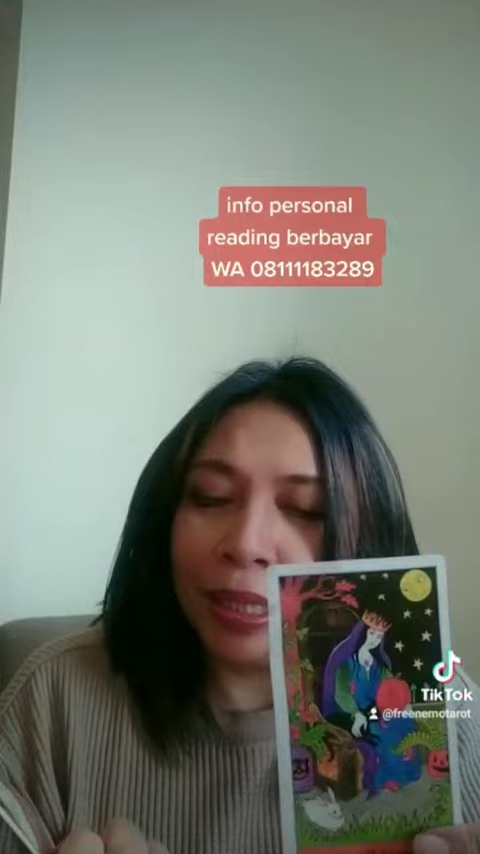 info personal
reading berbayar
WA 08111183289
TikTok
@freenemotarot